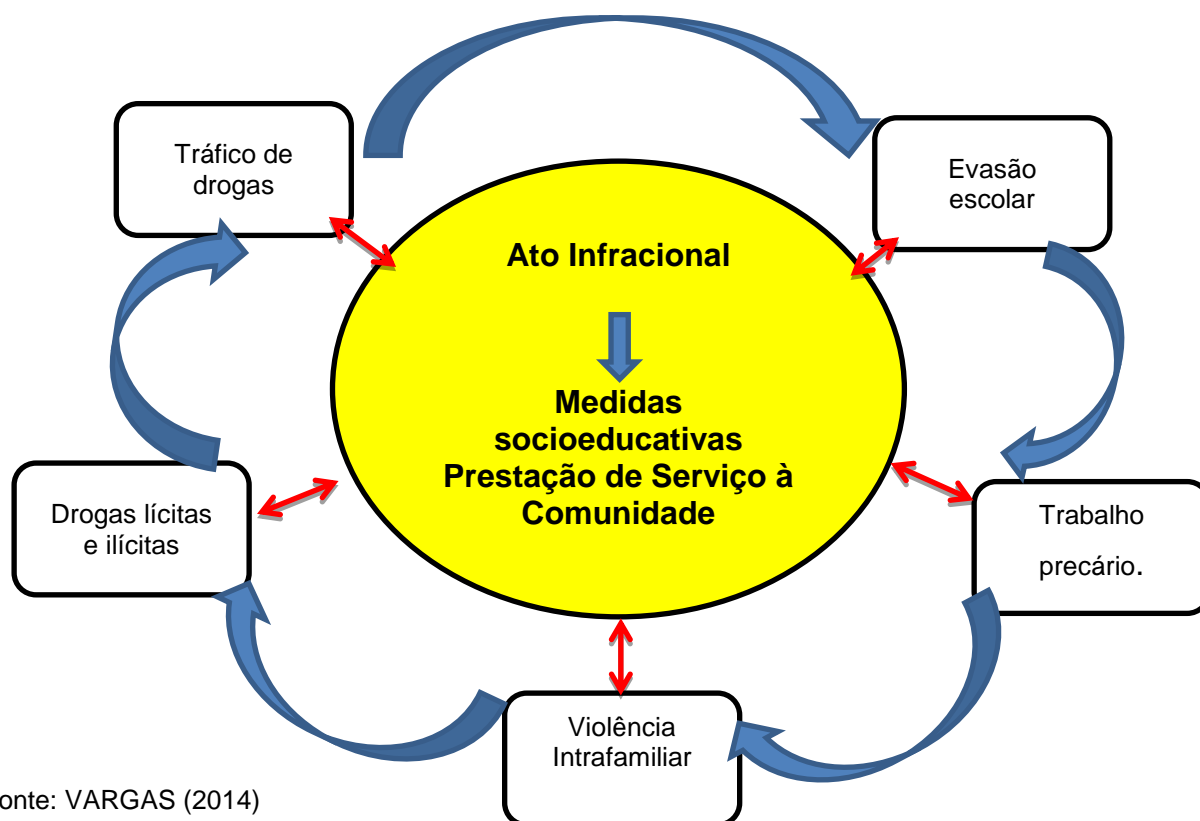 Tráfico de
drogas
Evasão
escolar
Ato Infracional
Medidas
socioeducativas
Prestação de Serviço à
Comunidade
Drogas lícitas
e ilícitas
Trabalho
precário.
Violência
Intrafamiliar
onte: VARGAS (2014)